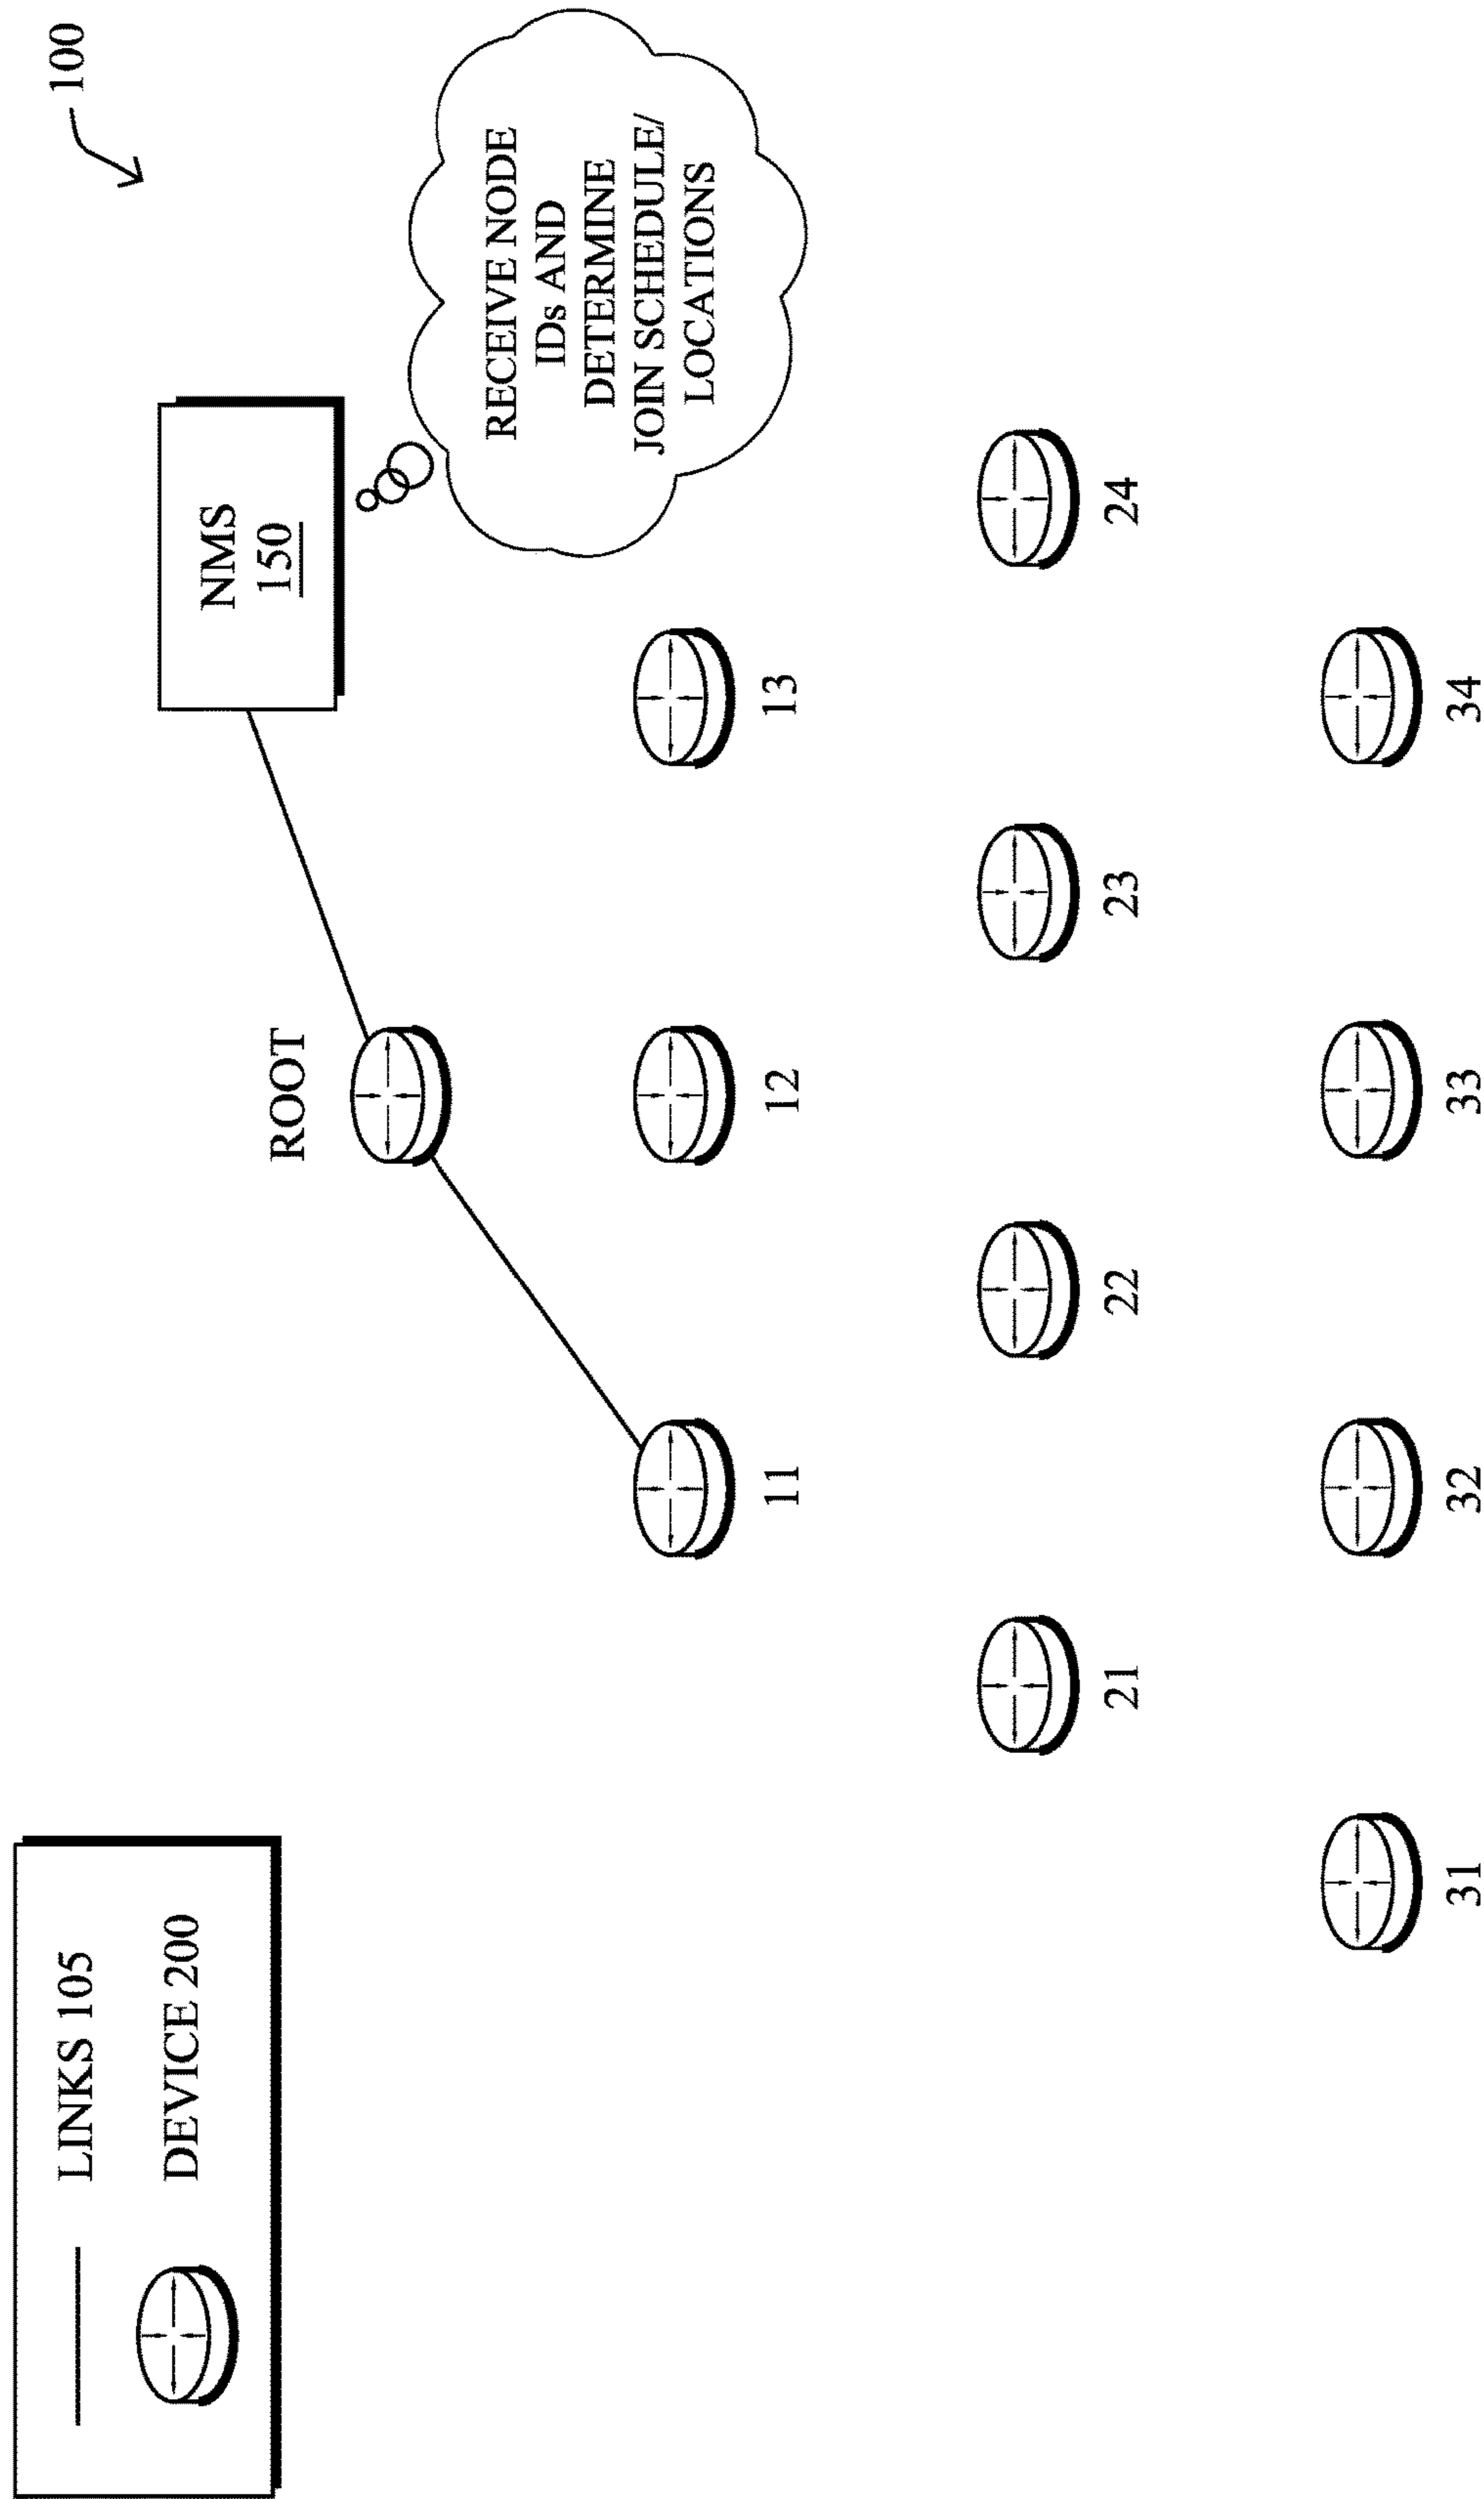 LINKS 105
DEVICE 200
100
NMS
150
ROOT
RECEIVE NODE
IDs AND
DETERMINE
JOIN SCHEDULE/
LOCATIONS
11
12
13
21
22
23
24
31
32
33
34